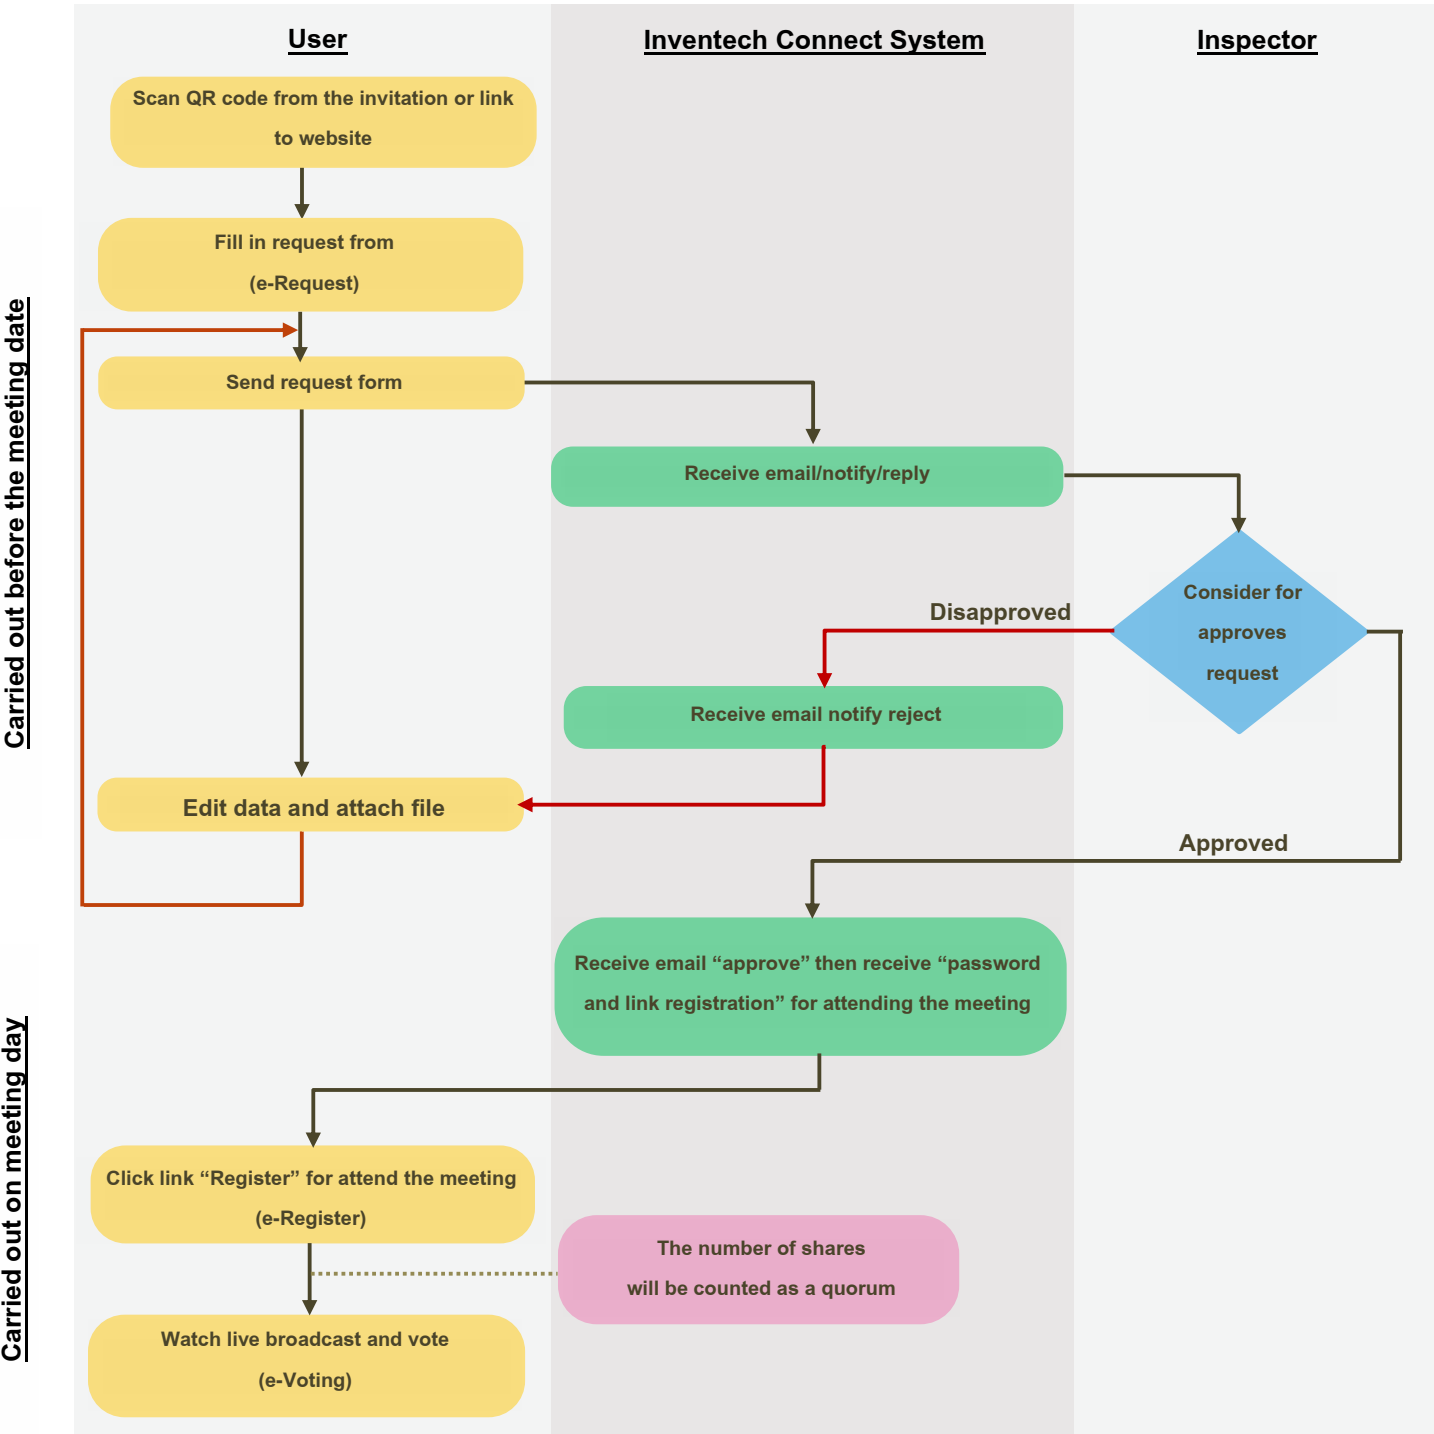 User
Inventech Connect System
Inspector
Scan QR code from the invitation or link
to website
Fill in request from
(e-Request)
Carried out before the meeting date
Send request form
Receive email/notify/reply
Consider for
approves
request
Disapproved
Receive email notify reject
Edit data and attach file
Approved
Receive email “approve” then receive “password
and link registration” for attending the meeting
Carried out on meeting day
Click link “Register” for attend the meeting
(e-Register)
The number of shares
will be counted as a quorum
Watch live broadcast and vote
(e-Voting)